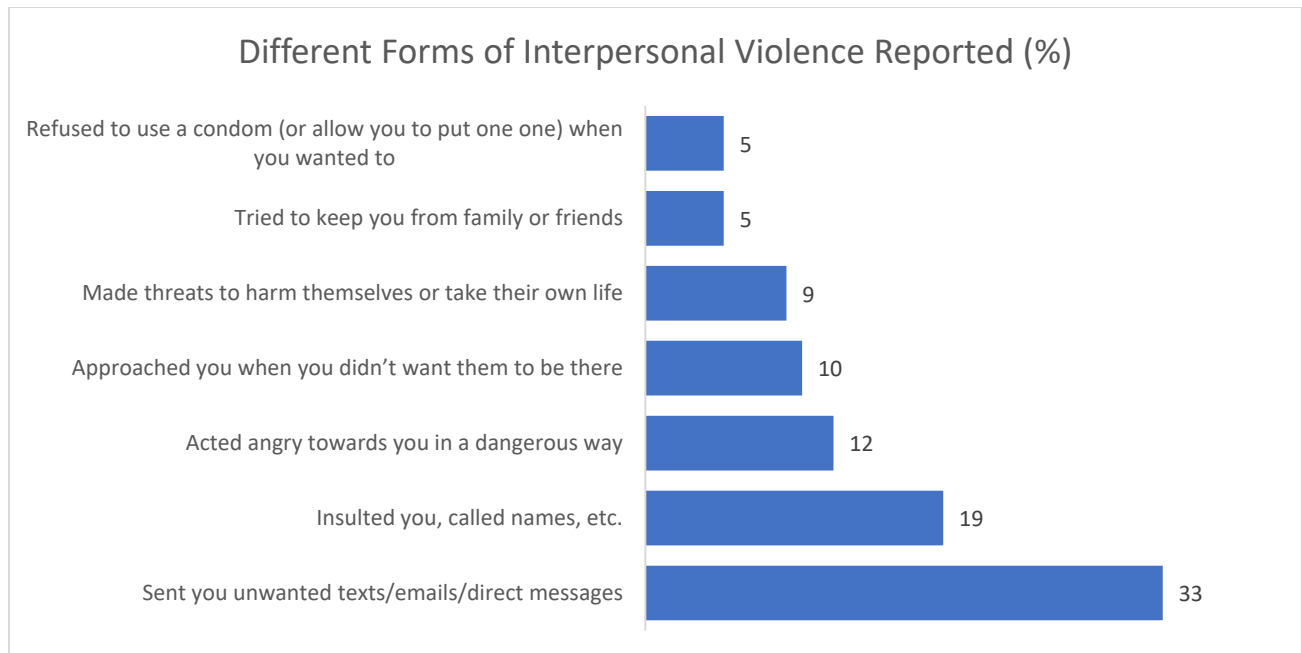 Different Forms of Interpersonal Violence Reported (%)
Refused to use a condom (or allow you to put one one) when
you wanted to
5
Tried to keep you from family or friends
5
Made threats to harm themselves or take their own life
9
Approached you when you didn’t want them to be there
10
Acted angry towards you in a dangerous way
12
Insulted you, called names, etc.
19
Sent you unwanted texts/emails/direct messages
33